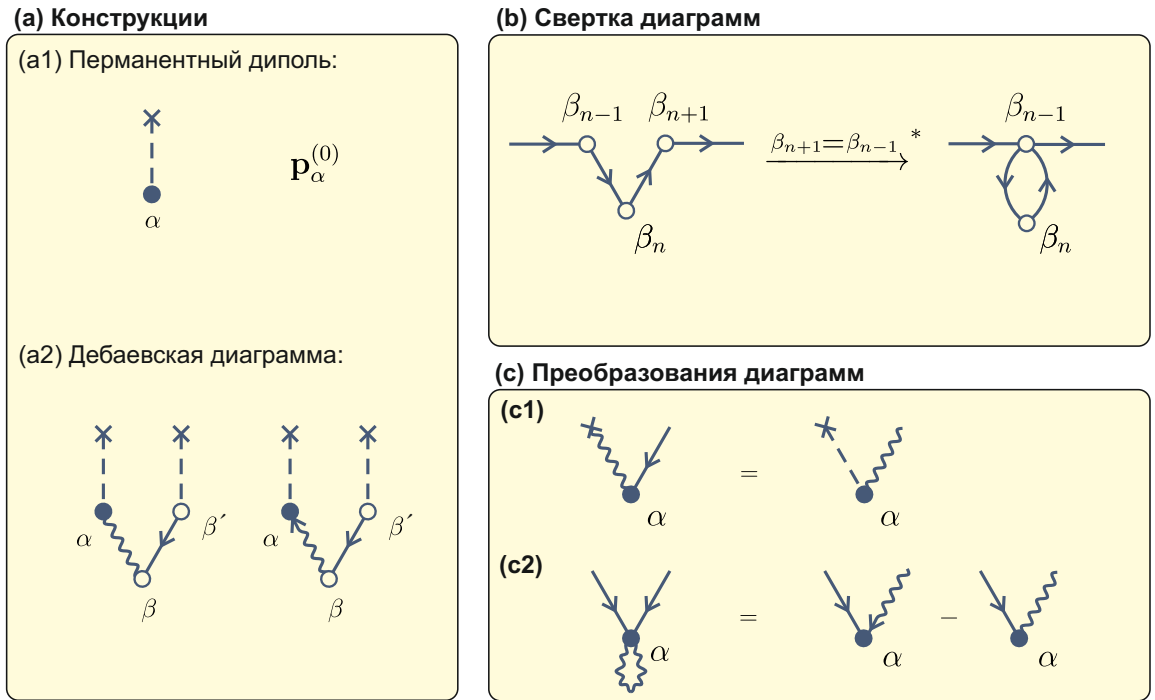 (a) Конструкции
(a1) Перманентный диполь:
α
p_α^{(0)}
(a2) Дебаевская диаграмма:
α
β´
β
α
β´
β
(b) Свертка диаграмм
β_{n−1}
β_{n+1}
β_n
β_{n+1}=β_{n−1} *
β_{n−1}
β_n
(c) Преобразования диаграмм
(c1)
α
=
α
(c2)
α
=
α
−
α